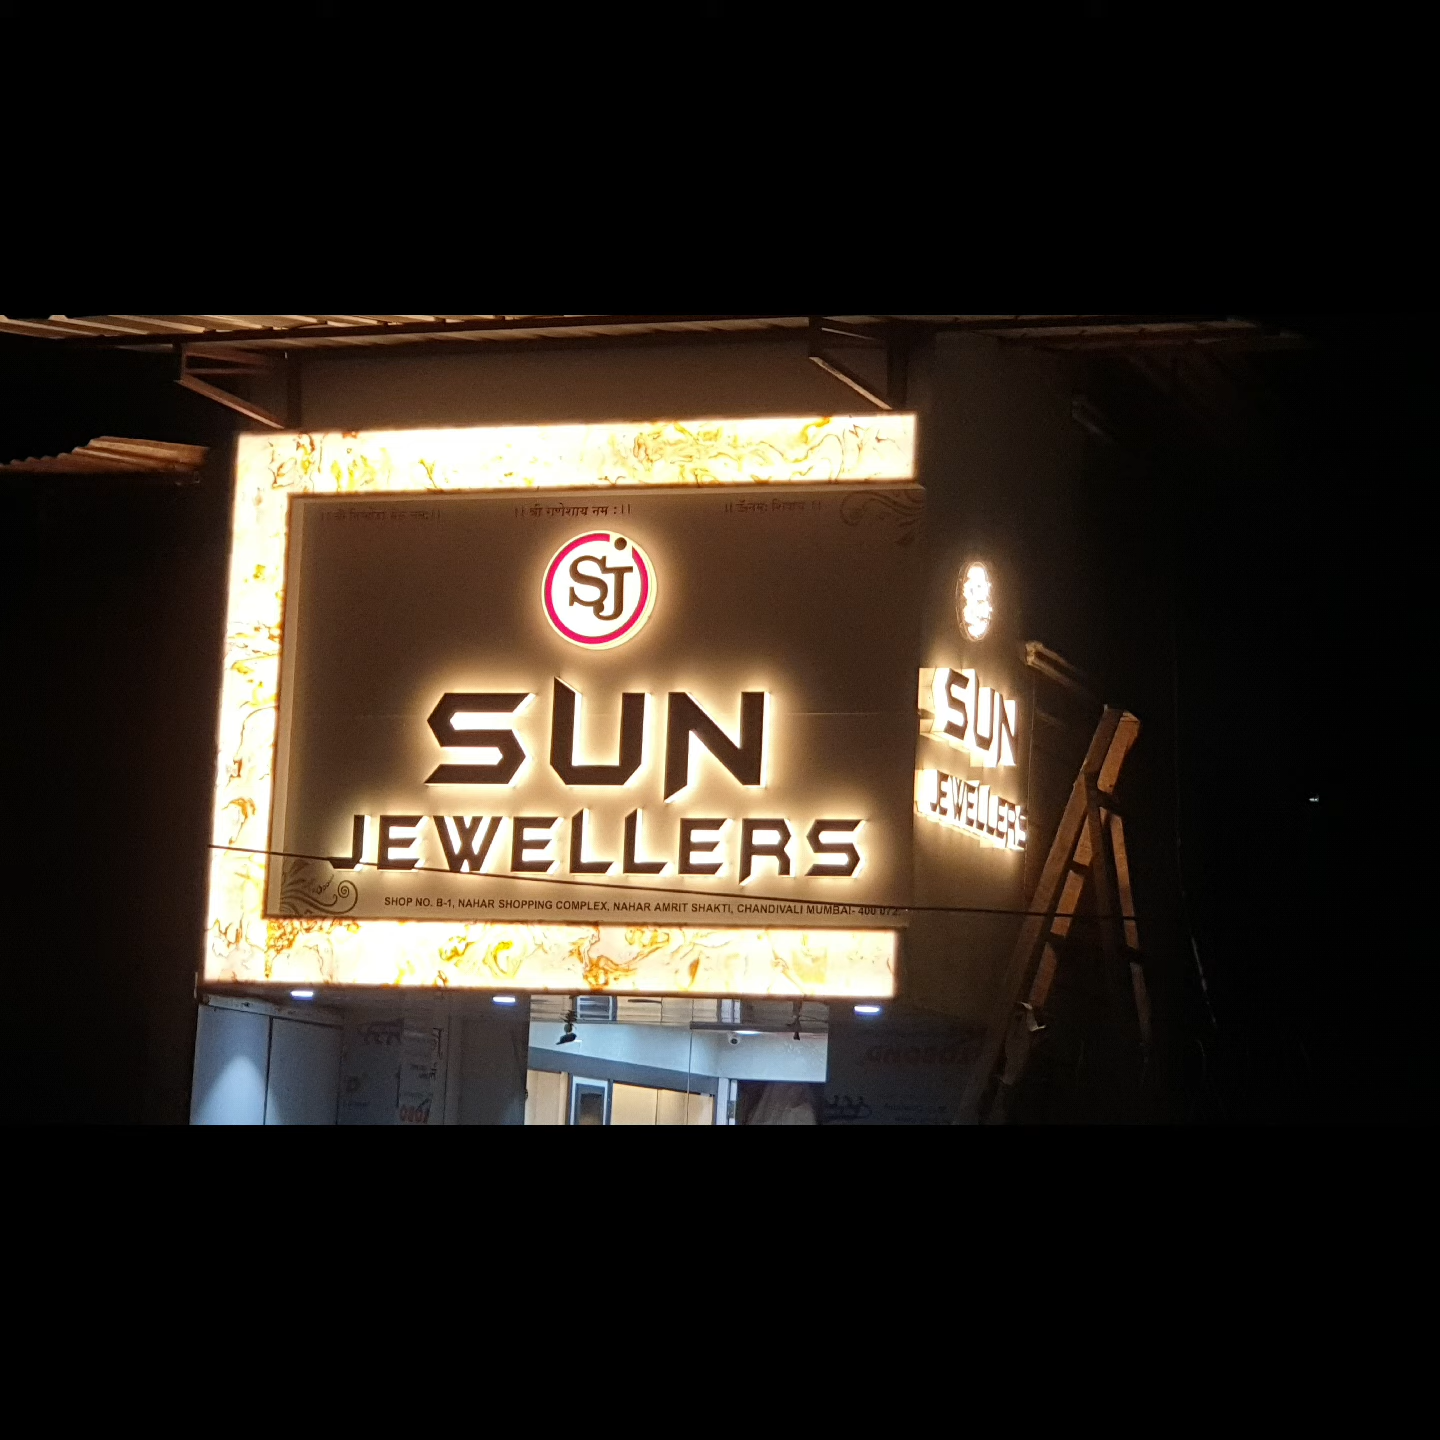 ।। श्री गणेशाय नम : ।।
SJ
SUN
JEWELLERS
SHOP NO. B-1, NAHAR SHOPPING COMPLEX, NAHAR AMRIT SHAKTI, CHANDIVALI MUMBAI- 400 072.
SUN
JEWELLERS